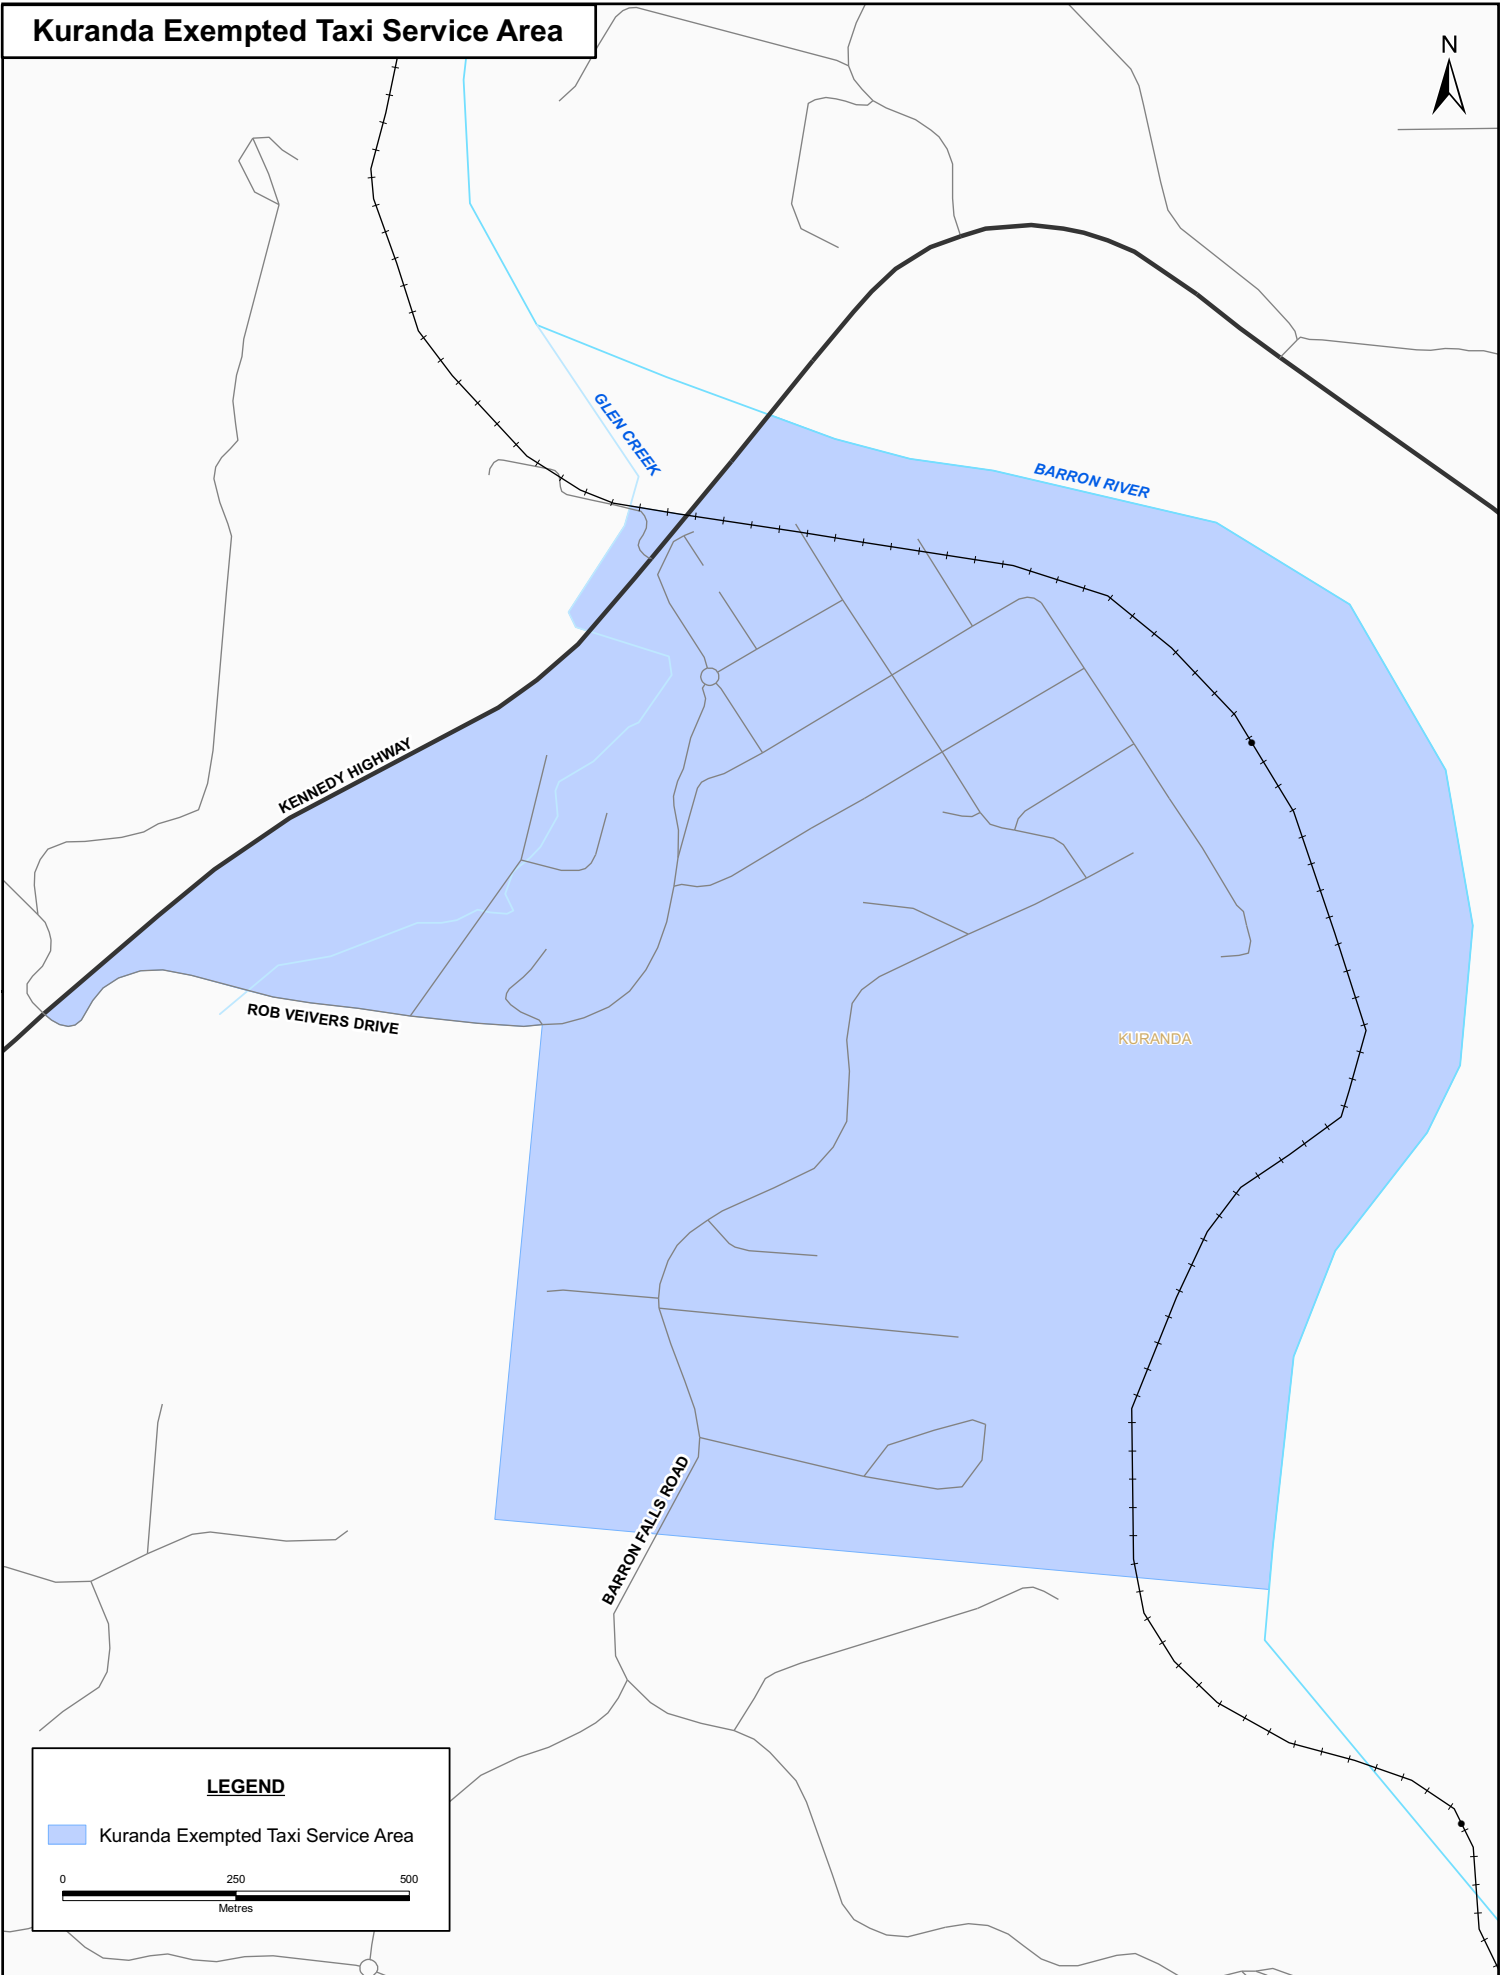 Kuranda Exempted Taxi Service Area
N
GLEN CREEK
BARRON RIVER
KENNEDY HIGHWAY
ROB VEIVERS DRIVE
KURANDA
BARRON FALLS ROAD
LEGEND
Kuranda Exempted Taxi Service Area
0 250 500
Metres